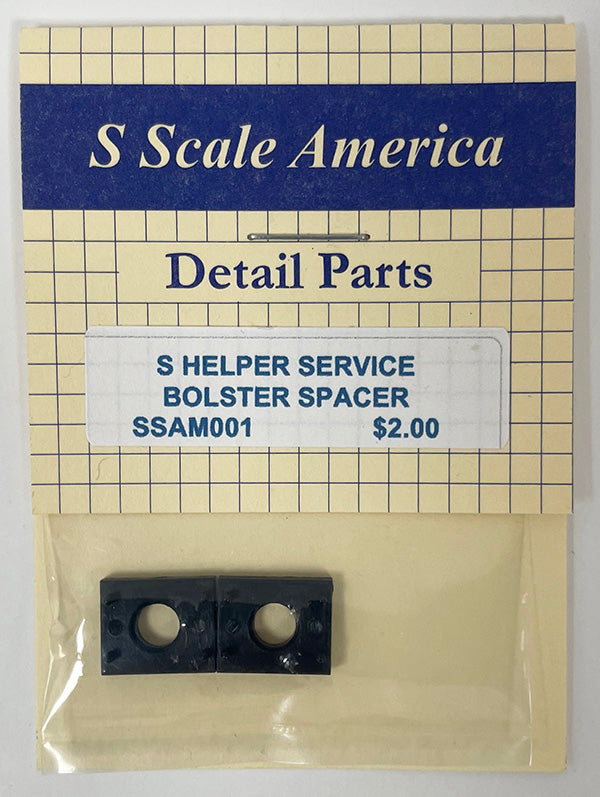 S Scale America
Detail Parts
S HELPER SERVICE
BOLSTER SPACER
SSAM001 $2.00